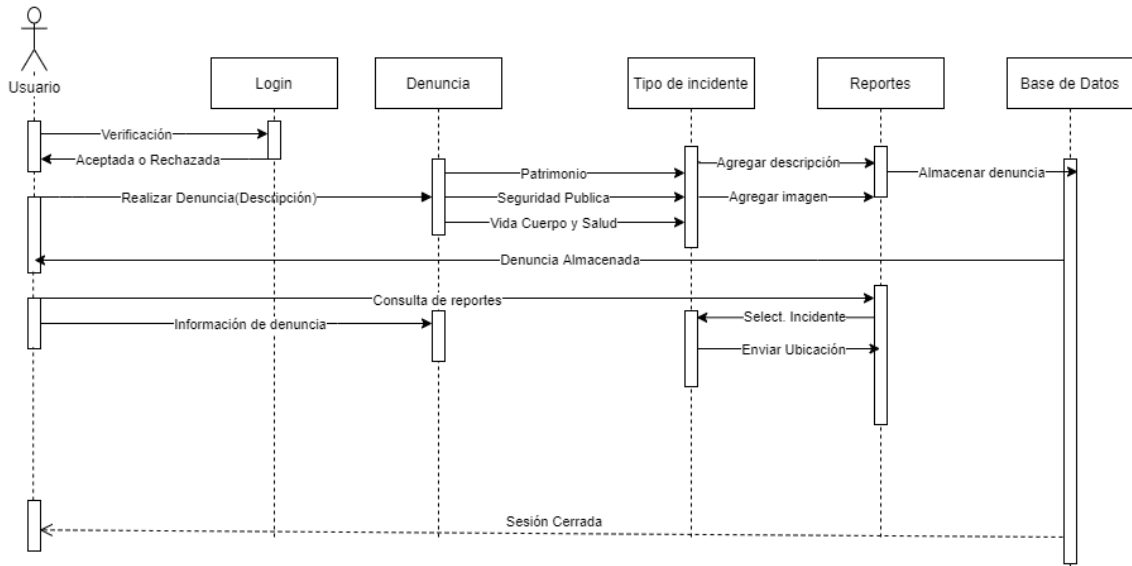 Usuario
Login
Denuncia
Tipo de incidente
Reportes
Base de Datos
Verificación
Aceptada o Rechazada
Patrimonio
Agregar descripción
Almacenar denuncia
Realizar Denuncia(Descripción)
Seguridad Publica
Agregar imagen
Vida Cuerpo y Salud
Denuncia Almacenada
Consulta de reportes
Select. Incidente
Información de denuncia
Enviar Ubicación
Sesión Cerrada